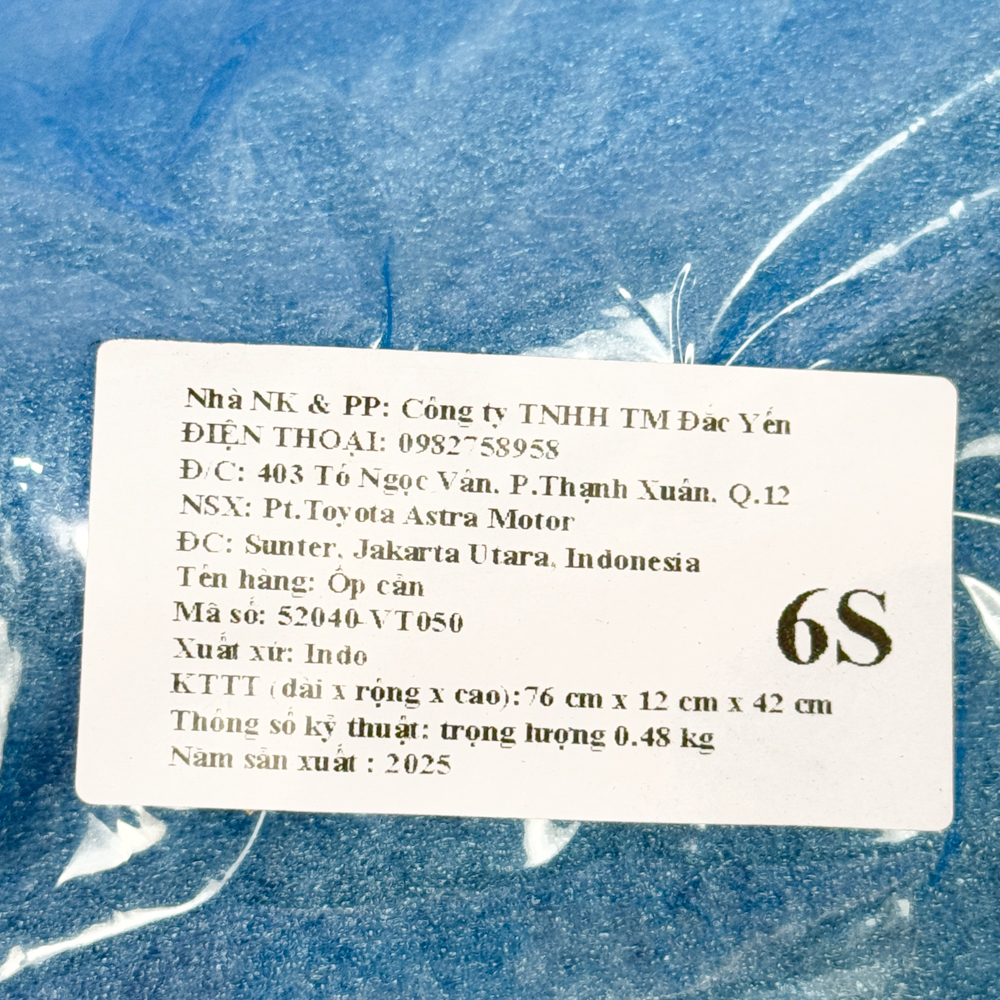 Nhà NK & PP: Công ty TNHH TM Đắc Yến
ĐIỆN THOẠI: 0982758958
Đ/C: 403 Tô Ngọc Vân, P.Thạnh Xuân, Q.12
NSX: Pt.Toyota Astra Motor
ĐC: Sunter, Jakarta Utara, Indonesia
Tên hàng: Ốp cản
Mã số: 52040-VT050
6S
Xuất xứ: Indo
KTTT (dài x rộng x cao):76 cm x 12 cm x 42 cm
Thông số kỹ thuật: trọng lượng 0.48 kg
Năm sản xuất : 2025